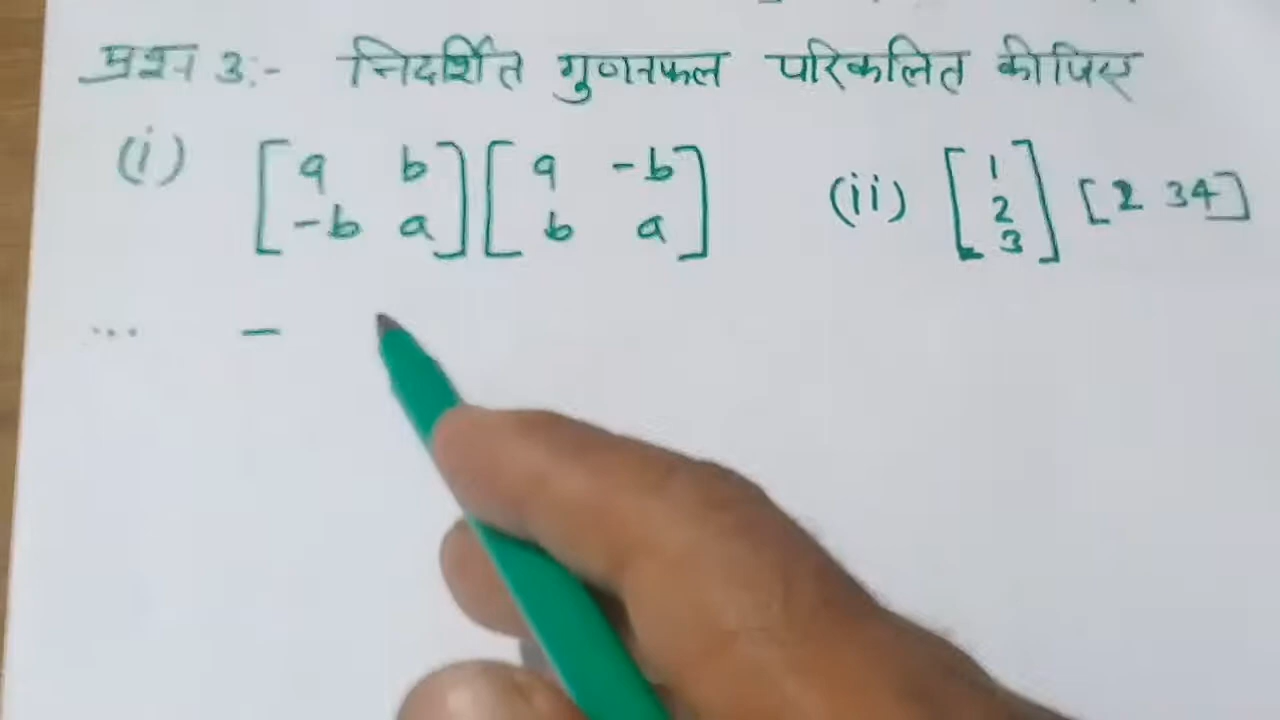 प्रश्न 3:- निदर्शित गुणनफल परिकलित कीजिए
(i) [a b] [a -b] (ii) [1] [2 3 4]
[-b a] [b a] [2]
[3]
... –